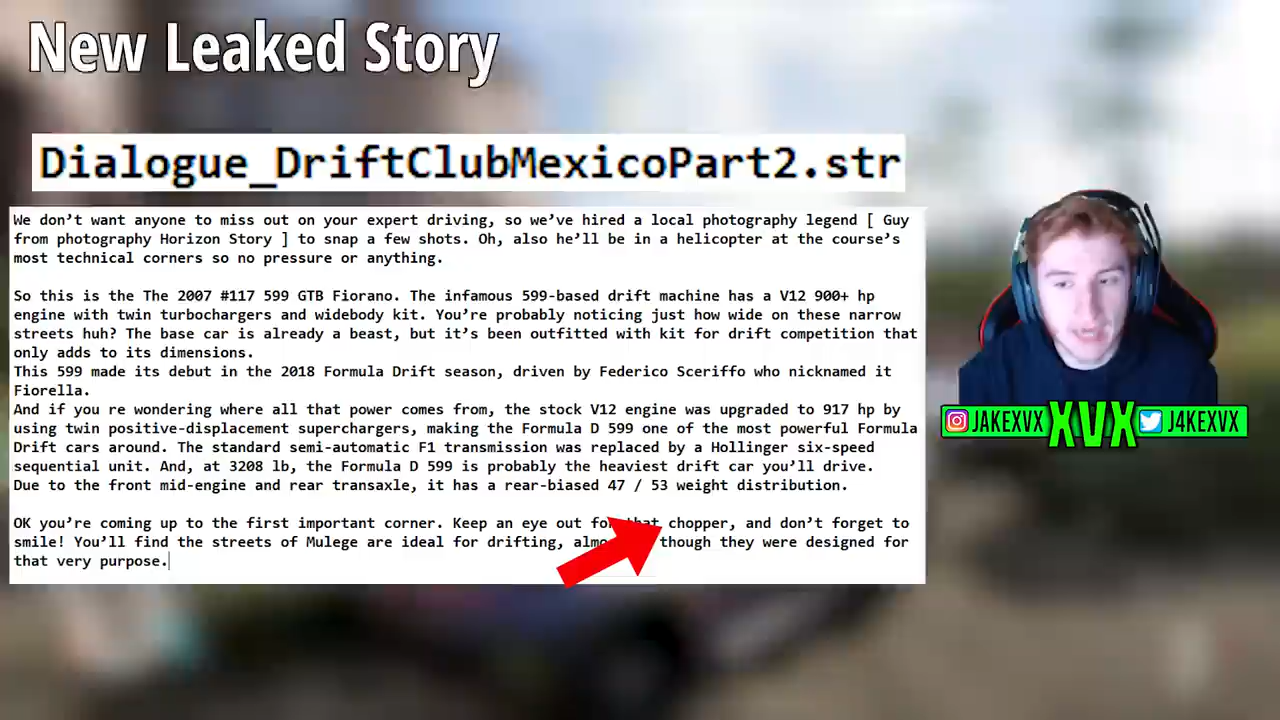 New Leaked Story
Dialogue_DriftClubMexicoPart2.str
We don't want anyone to miss out on your expert driving, so we've hired a local photography legend [ Guy
from photography Horizon Story ] to snap a few shots. Oh, also he'll be in a helicopter at the course's
most technical corners so no pressure or anything.
So this is the The 2007 #117 599 GTB Fiorano. The infamous 599-based drift machine has a V12 900+ hp
engine with twin turbochargers and widebody kit. You're probably noticing just how wide on these narrow
streets huh? The base car is already a beast, but it's been outfitted with kit for drift competition that
only adds to its dimensions.
This 599 made its debut in the 2018 Formula Drift season, driven by Federico Sceriffo who nicknamed it
Fiorella.
And if you re wondering where all that power comes from, the stock V12 engine was upgraded to 917 hp by
using twin positive-displacement superchargers, making the Formula D 599 one of the most powerful Formula
Drift cars around. The standard semi-automatic F1 transmission was replaced by a Hollinger six-speed
sequential unit. And, at 3208 lb, the Formula D 599 is probably the heaviest drift car you'll drive.
Due to the front mid-engine and rear transaxle, it has a rear-biased 47 / 53 weight distribution.
OK you're coming up to the first important corner. Keep an eye out for that chopper, and don't forget to
smile! You'll find the streets of Mulege are ideal for drifting, though they were designed for
that very purpose.
JAKEXVX XVX J4KEXVX